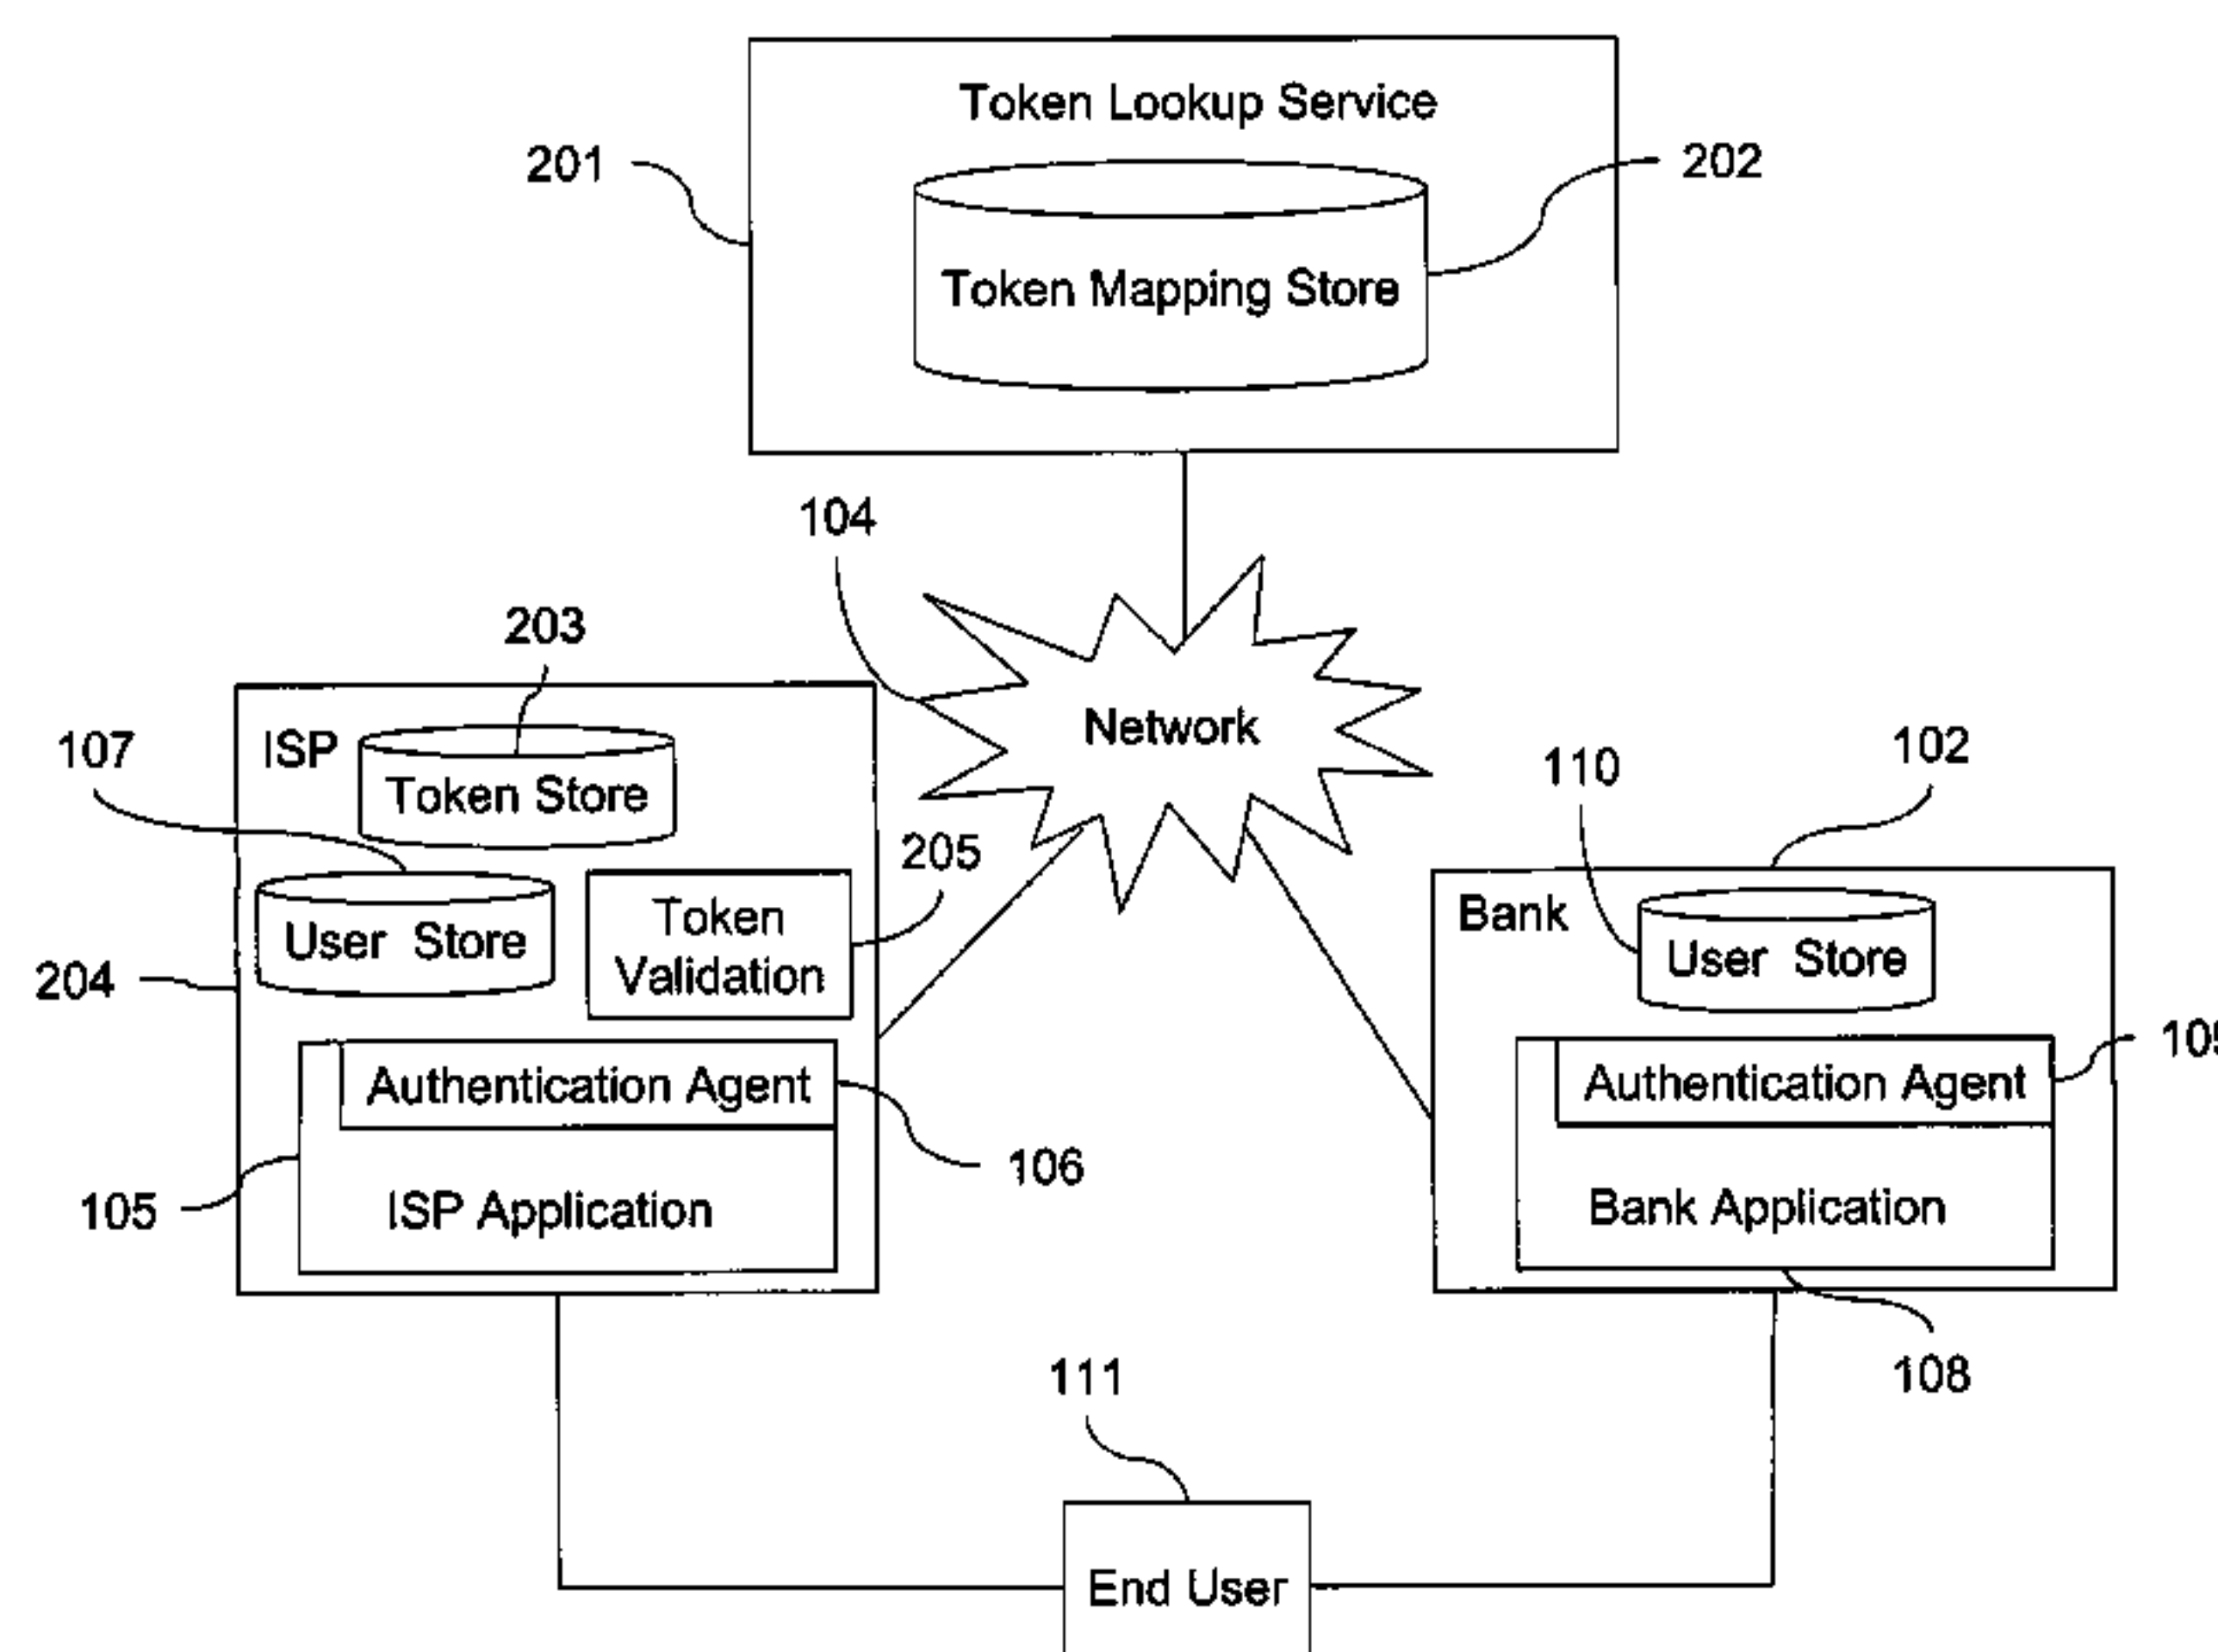 Token Lookup Service
201
202
Token Mapping Store
104
203
Network
107
ISP
102
110
Token Store
205
Bank
Token
Validation
User Store
User Store
204
Authentication Agent
Authentication Agent
106
105
ISP Application
Bank Application
111
108
End User